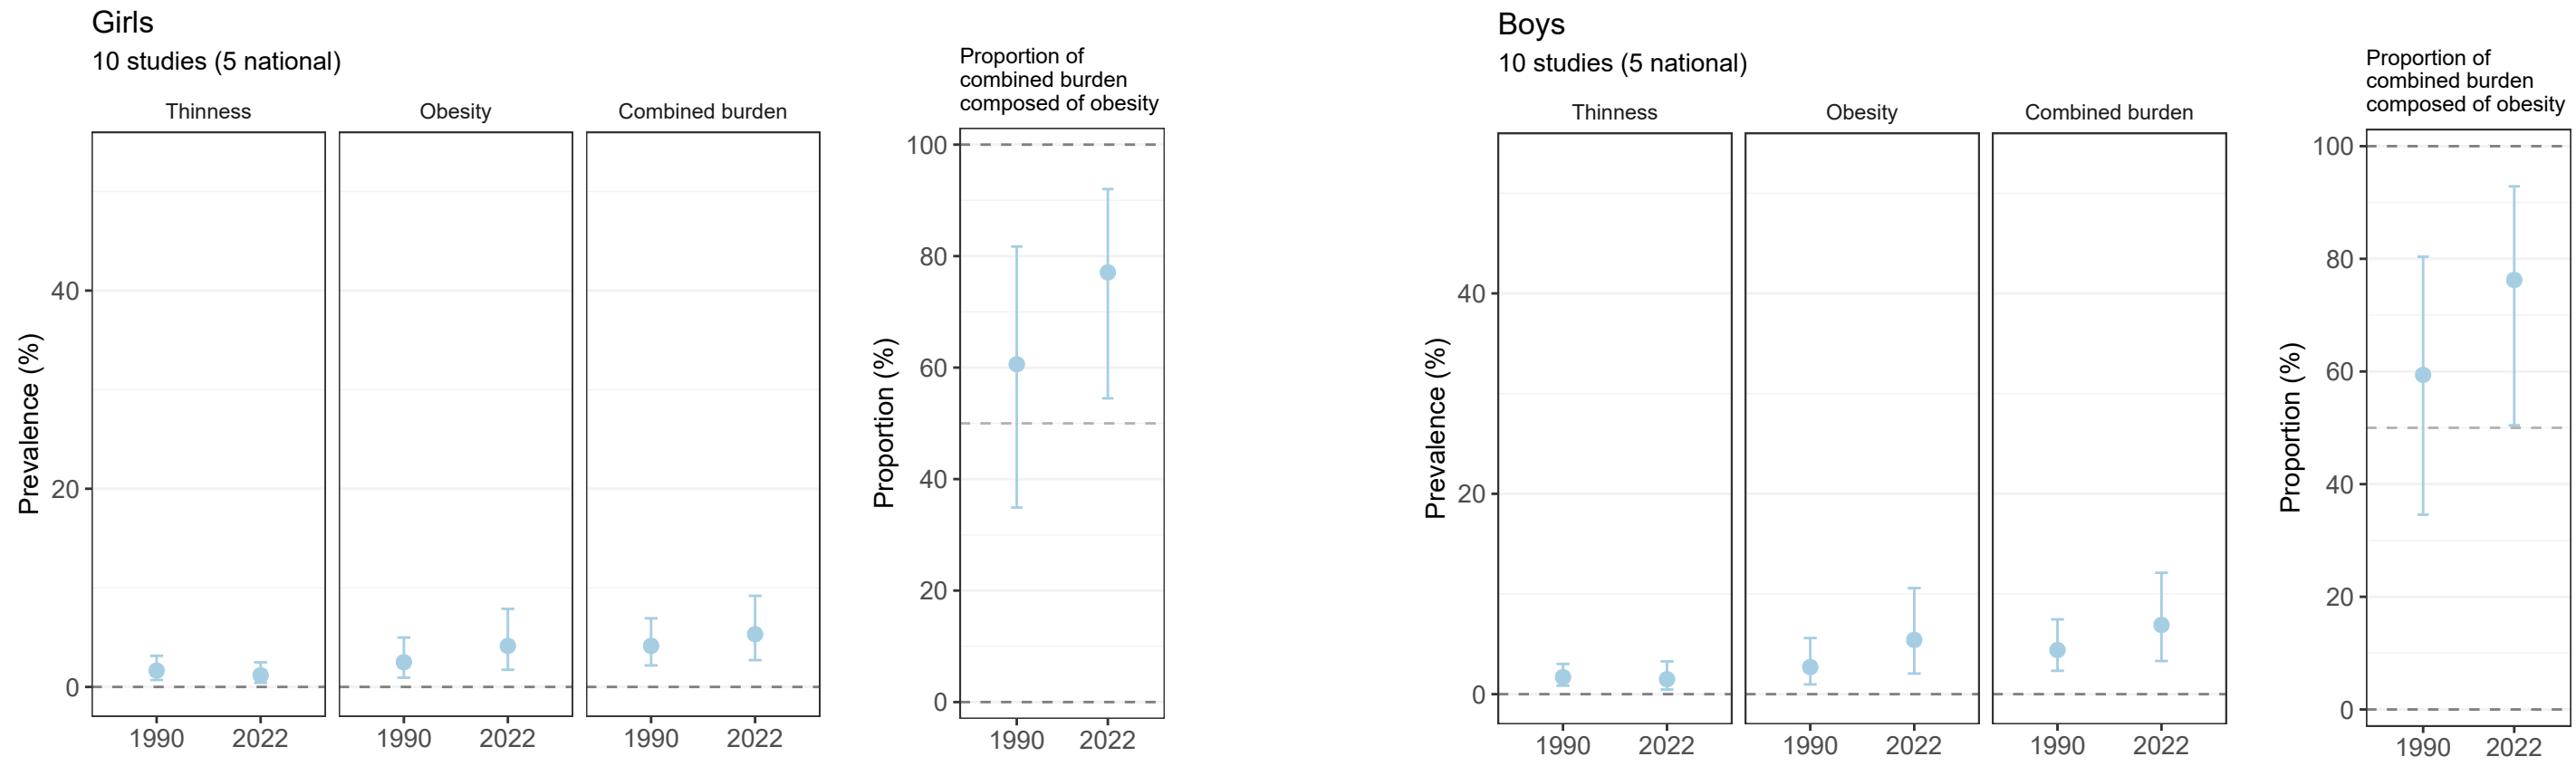 Girls
10 studies (5 national)
Thinness
Obesity
Combined burden
Prevalence (%)
40
20
0
1990
2022
1990
2022
1990
2022
Proportion of
combined burden
composed of obesity
Proportion (%)
100
80
60
40
20
0
1990
2022
Boys
10 studies (5 national)
Thinness
Obesity
Combined burden
Prevalence (%)
40
20
0
1990
2022
1990
2022
1990
2022
Proportion of
combined burden
composed of obesity
Proportion (%)
100
80
60
40
20
0
1990
2022